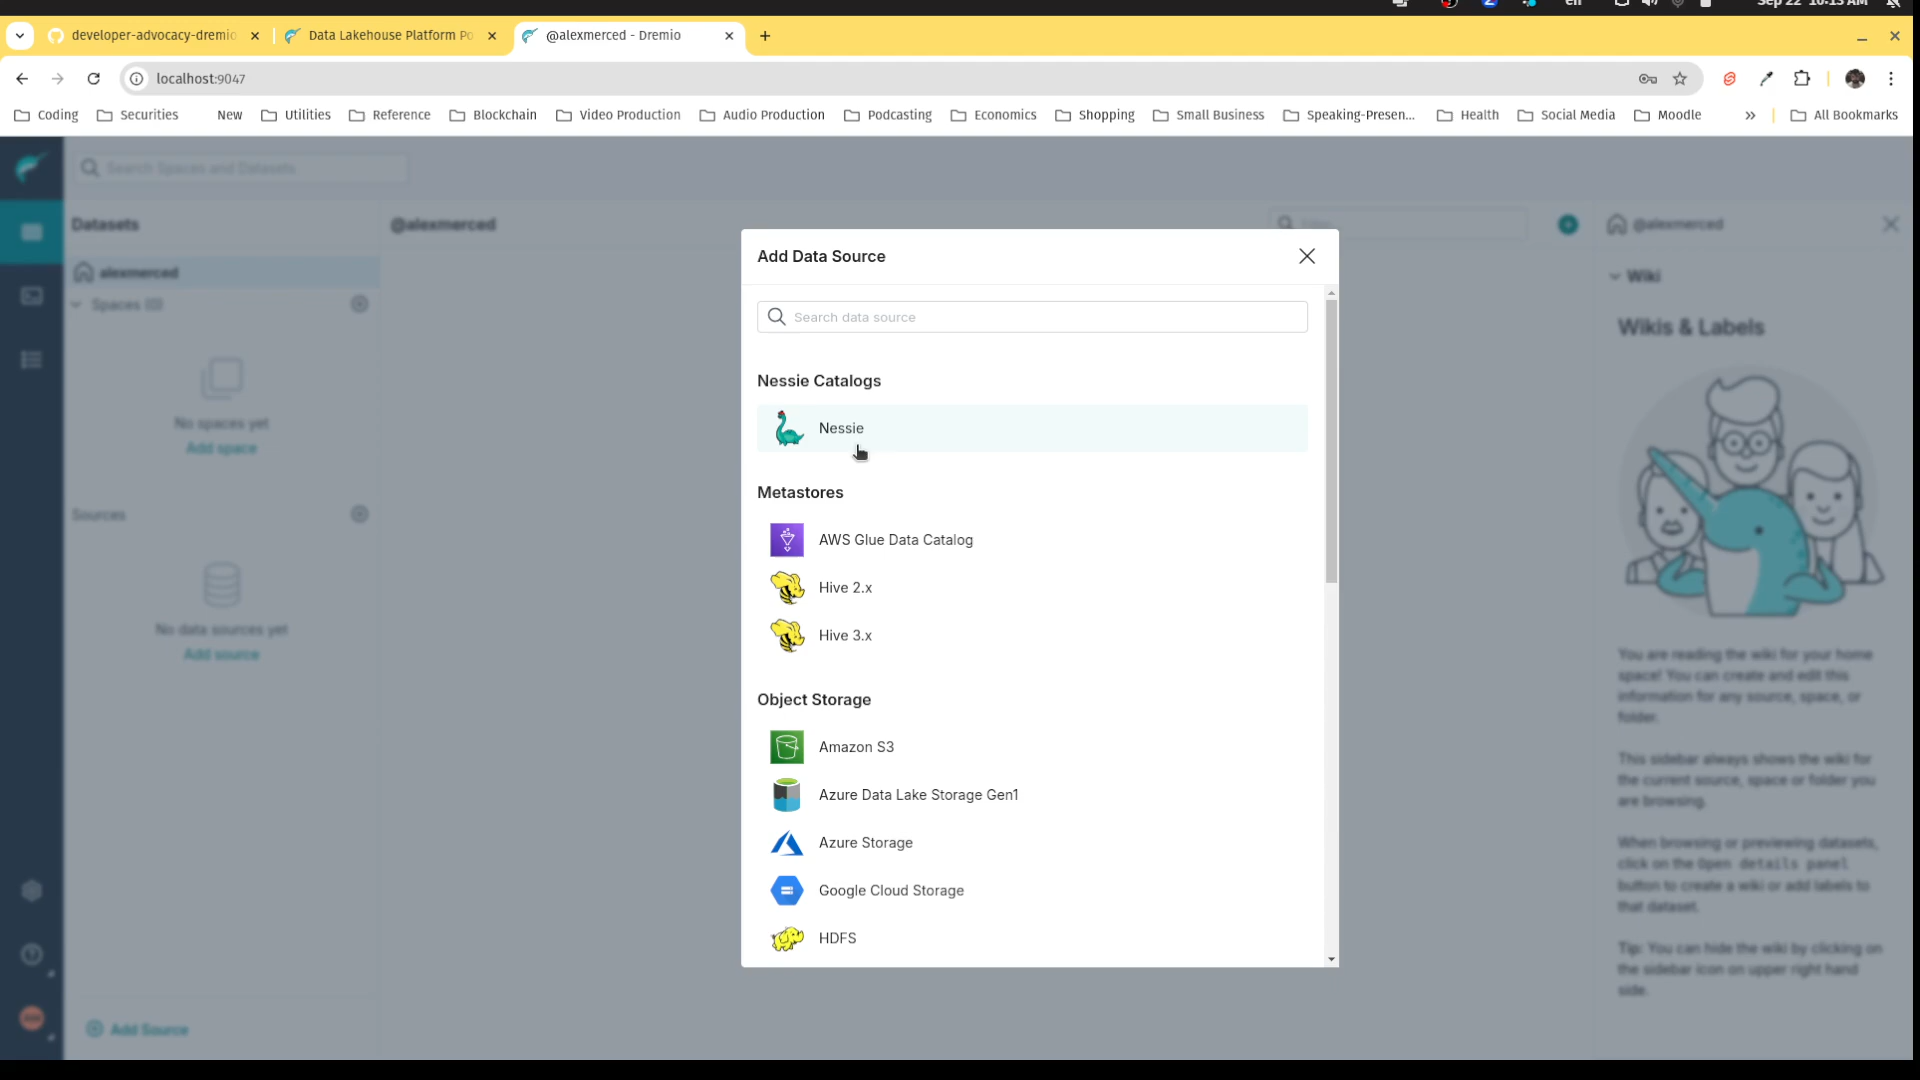 en
Sep 22 10:13 AM
developer-advocacy-dremio
Data Lakehouse Platform Po
@alexmerced - Dremio
localhost:9047
Coding
Securities
New
Utilities
Reference
Blockchain
Video Production
Audio Production
Podcasting
Economics
Shopping
Small Business
Speaking-Presen...
Health
Social Media
Moodle
»
All Bookmarks
Search Spaces and Datasets
Datasets
@alexmerced
Filter
@alexmerced
alexmerced
Spaces (0)
No spaces yet
Add space
Sources
No data sources yet
Add source
Add Source
Add Data Source
Search data source
Nessie Catalogs
Nessie
Metastores
AWS Glue Data Catalog
Hive 2.x
Hive 3.x
Object Storage
Amazon S3
Azure Data Lake Storage Gen1
Azure Storage
Google Cloud Storage
HDFS
Wiki
Wikis & Labels
You are reading the wiki for your home
space! You can create and edit this
information for any source, space, or
folder.
This sidebar always shows the wiki for
the current source, space or folder you
are browsing.
When browsing or previewing datasets,
click on the Open details panel
button to create a wiki or add labels to
that dataset.
Tip: You can hide the wiki by clicking on
the sidebar icon on upper right hand
side.